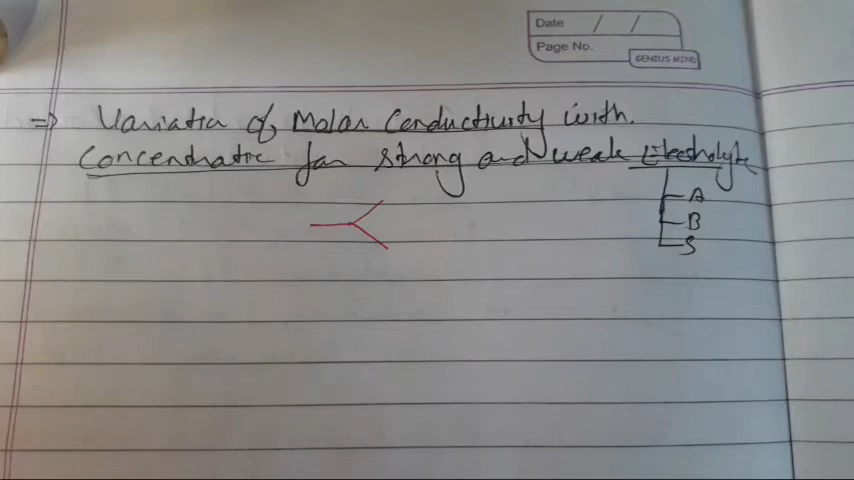 Date / /
Page No.
GENIUS MIND
=> Variation of Molar Conductivity with.
Concentration for strong and weak Electrolyte
A
B
S